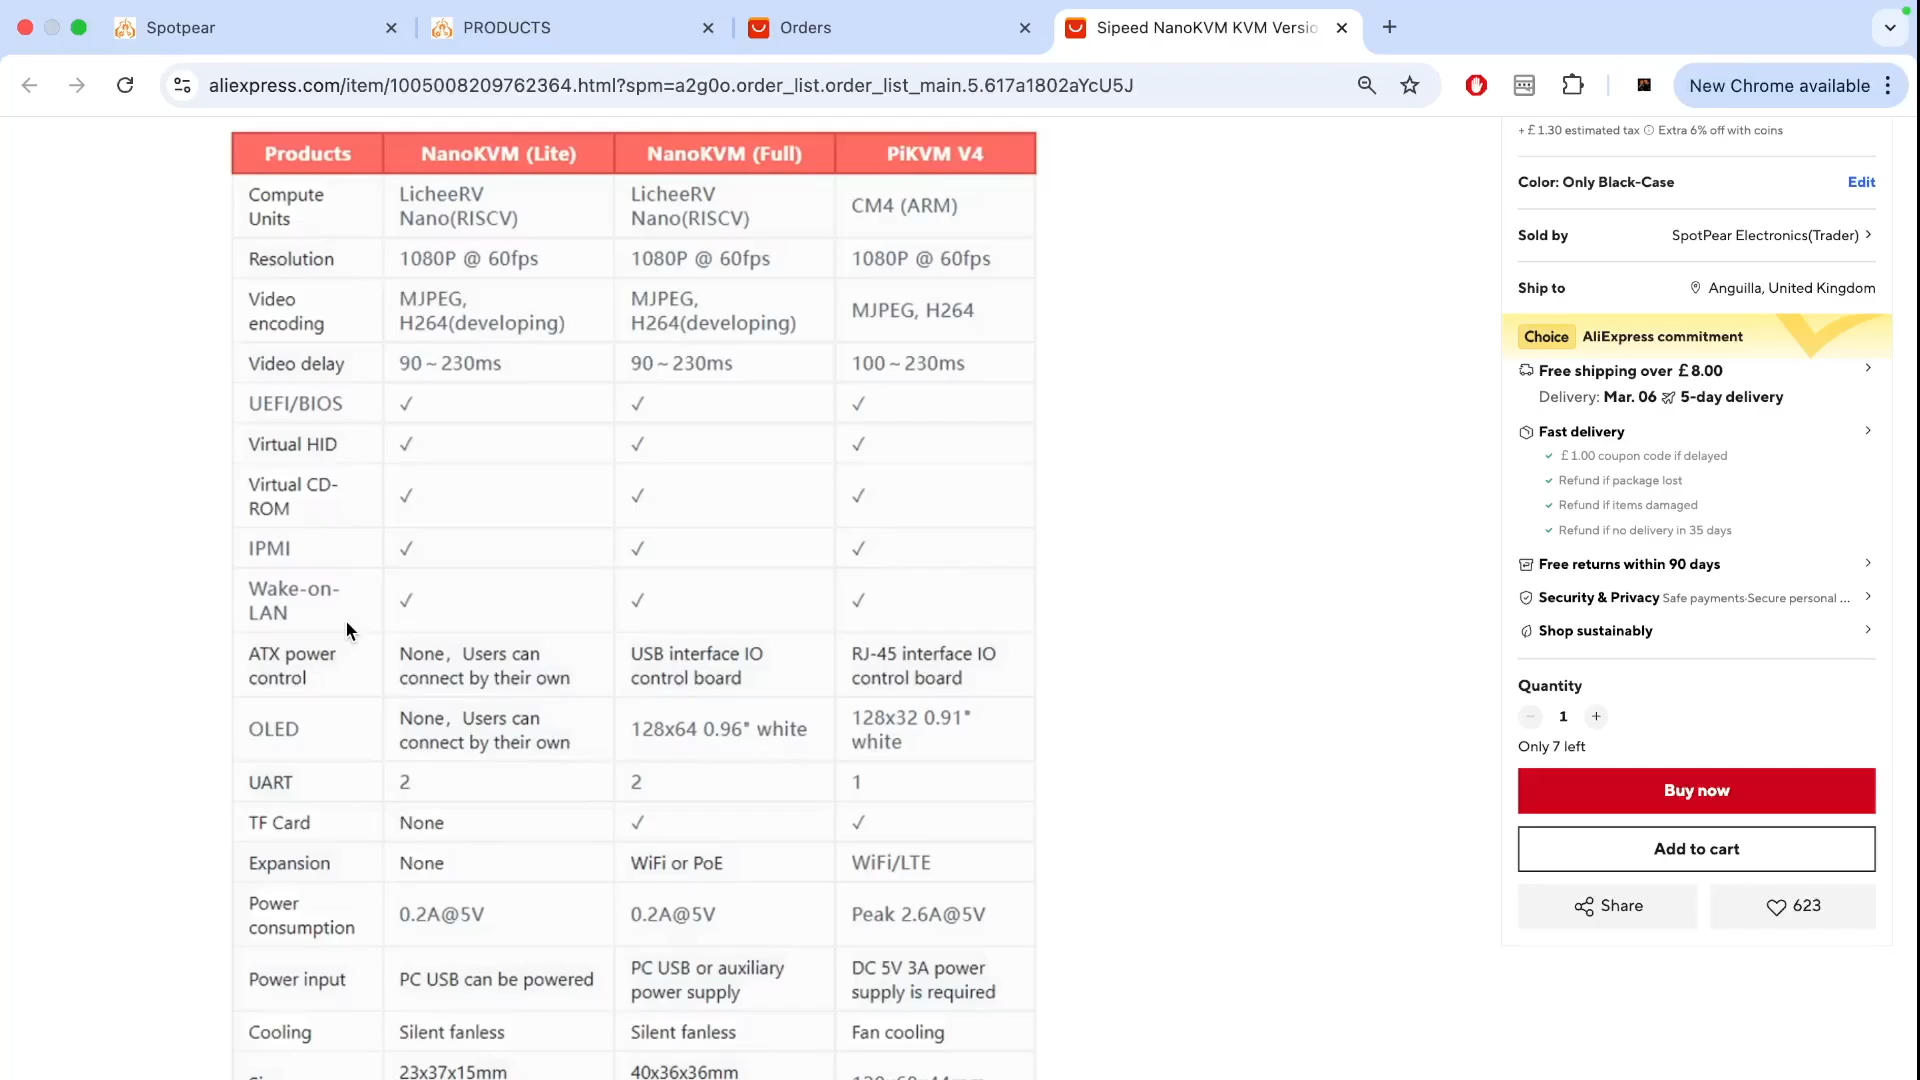 Spotpear
PRODUCTS
Orders
Sipeed NanoKVM KVM Versio
aliexpress.com/item/1005008209762364.html?spm=a2g0o.order_list.order_list_main.5.617a1802aYcU5J
New Chrome available
Products NanoKVM (Lite) NanoKVM (Full) PiKVM V4
Compute Units LicheeRV Nano(RISCV) LicheeRV Nano(RISCV) CM4 (ARM)
Resolution 1080P @ 60fps 1080P @ 60fps 1080P @ 60fps
Video encoding MJPEG, H264(developing) MJPEG, H264(developing) MJPEG, H264
Video delay 90~230ms 90~230ms 100~230ms
UEFI/BIOS ✓ ✓ ✓
Virtual HID ✓ ✓ ✓
Virtual CD-ROM ✓ ✓ ✓
IPMI ✓ ✓ ✓
Wake-on-LAN ✓ ✓ ✓
ATX power control None, Users can connect by their own USB interface IO control board RJ-45 interface IO control board
OLED None, Users can connect by their own 128x64 0.96" white 128x32 0.91" white
UART 2 2 1
TF Card None ✓ ✓
Expansion None WiFi or PoE WiFi/LTE
Power consumption 0.2A@5V 0.2A@5V Peak 2.6A@5V
Power input PC USB can be powered PC USB or auxiliary power supply DC 5V 3A power supply is required
Cooling Silent fanless Silent fanless Fan cooling
23x37x15mm 40x36x36mm
+ £1.30 estimated tax Extra 6% off with coins
Color: Only Black-Case Edit
Sold by SpotPear Electronics(Trader)
Ship to Anguilla, United Kingdom
Choice AliExpress commitment
Free shipping over £8.00
Delivery: Mar. 06 5-day delivery
Fast delivery
£1.00 coupon code if delayed
Refund if package lost
Refund if items damaged
Refund if no delivery in 35 days
Free returns within 90 days
Security & Privacy Safe payments·Secure personal ...
Shop sustainably
Quantity
1
Only 7 left
Buy now
Add to cart
Share 623